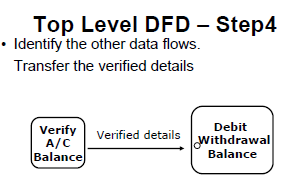 Top Level DFD – Step4
• Identify the other data flows.
Transfer the verified details
Verify
A/C
Balance
Verified details
Debit
Withdrawal
Balance